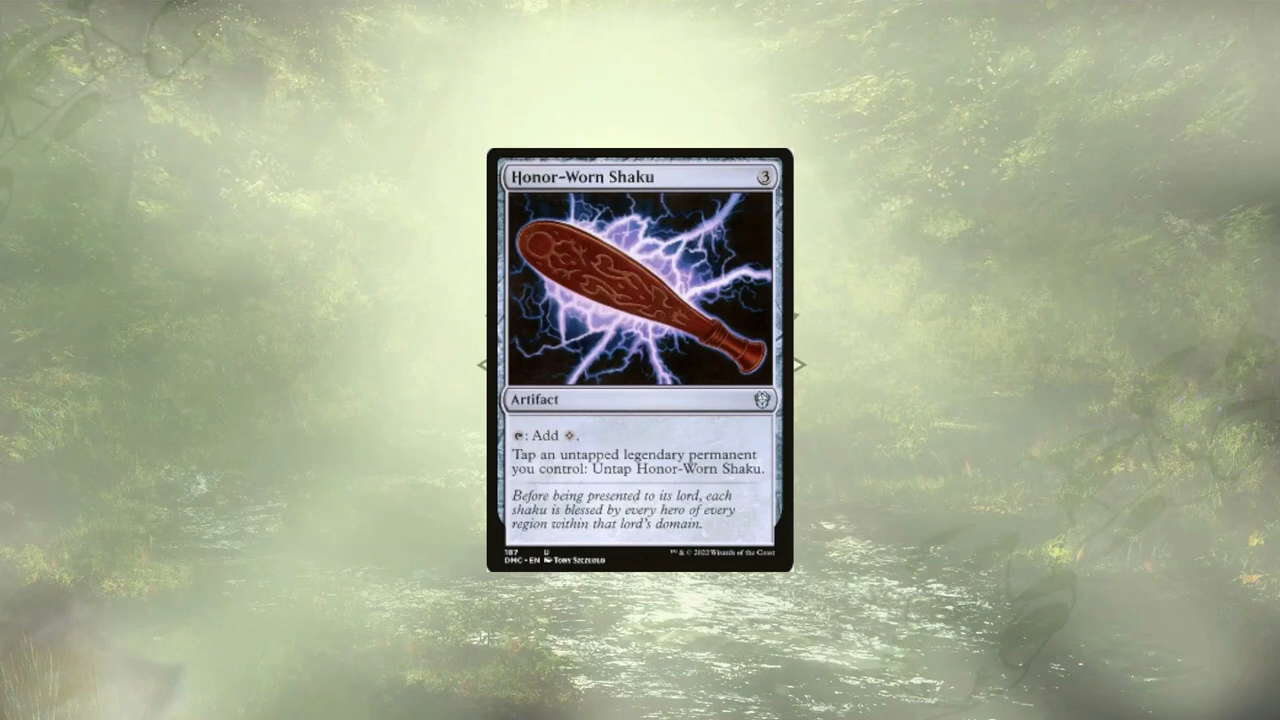 Honor-Worn Shaku 3
Artifact
: Add .
Tap an untapped legendary permanent
you control: Untap Honor-Worn Shaku.
Before being presented to its lord, each
shaku is blessed by every hero of every
region within that lord's domain.
187 U
DMC • EN Tony Szczudlo
™ & © 2022 Wizards of the Coast